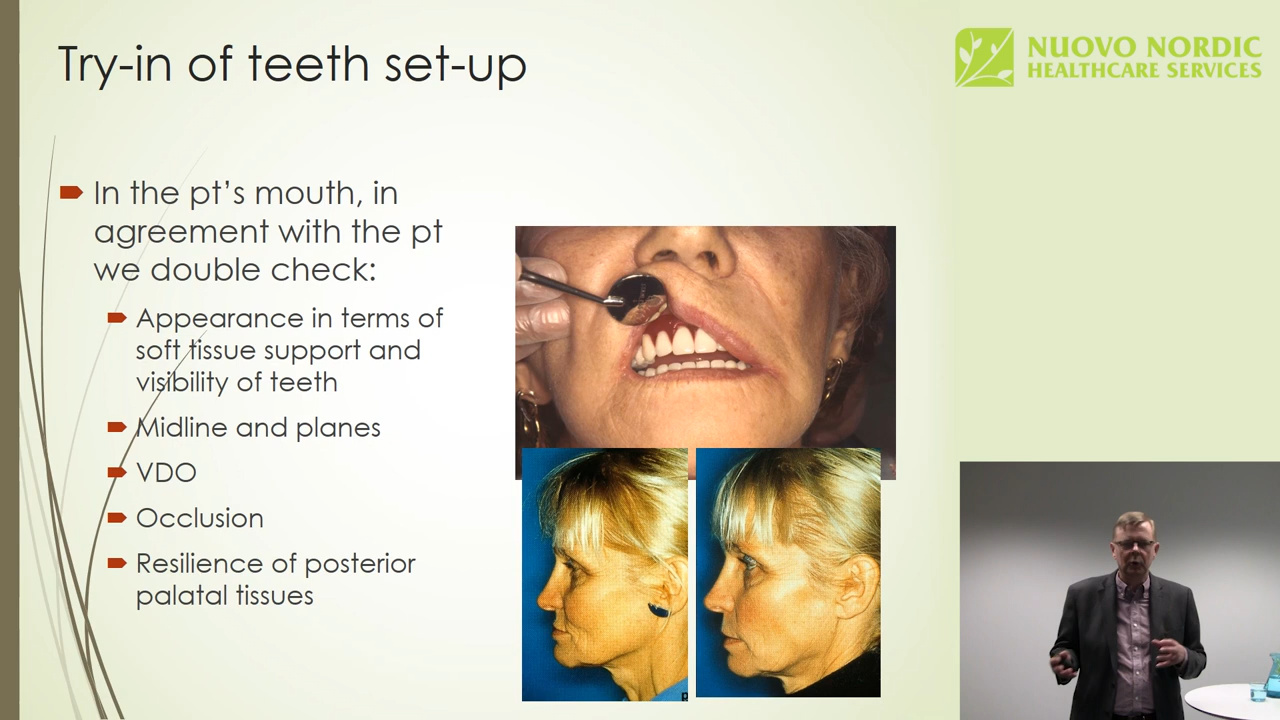 Try-in of teeth set-up
NUOVO NORDIC
HEALTHCARE SERVICES
In the pt’s mouth, in
agreement with the pt
we double check:
Appearance in terms of
soft tissue support and
visibility of teeth
Midline and planes
VDO
Occlusion
Resilience of posterior
palatal tissues